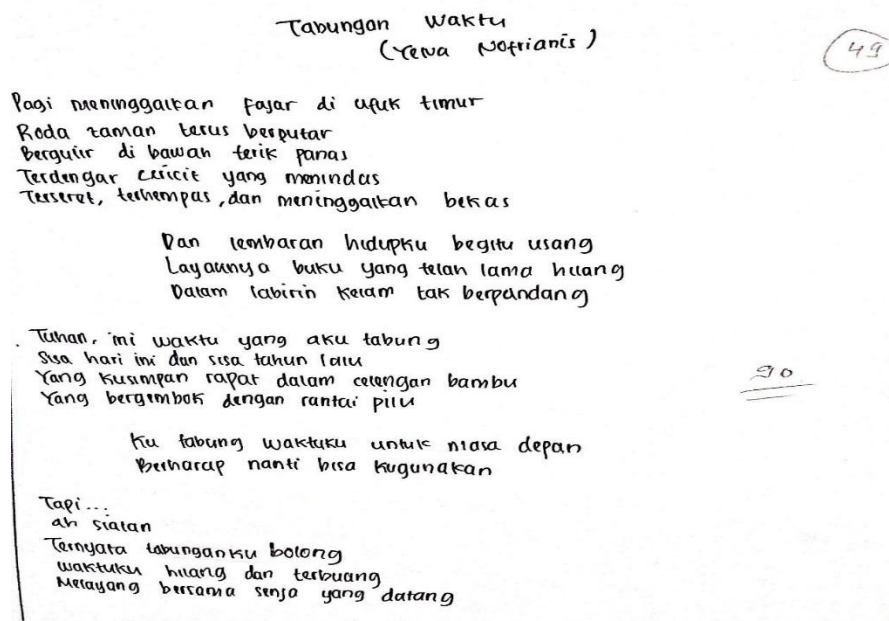 Tabungan Waktu
(Yena Nofrianis)
49
Pagi meninggalkan fajar di ufuk timur
Roda zaman terus berputar
Bergulir di bawah terik panas
Terdengar cericit yang menindas
Terseret, terhempas, dan meninggalkan bekas
Dan lembaran hidupku begitu usang
Layaknya buku yang telah lama hilang
Dalam labirin kelam tak berpandang
Tuhan, ini waktu yang aku tabung
Sisa hari ini dan sisa tahun lalu
Yang kusimpan rapat dalam celengan bambu
Yang bergembok dengan rantai pilu
90
Ku tabung waktuku untuk masa depan
Berharap nanti bisa kugunakan
Tapi...
ah sialan
Ternyata tabunganku bolong
Waktuku hilang dan terbuang
Melayang bersama senja yang datang